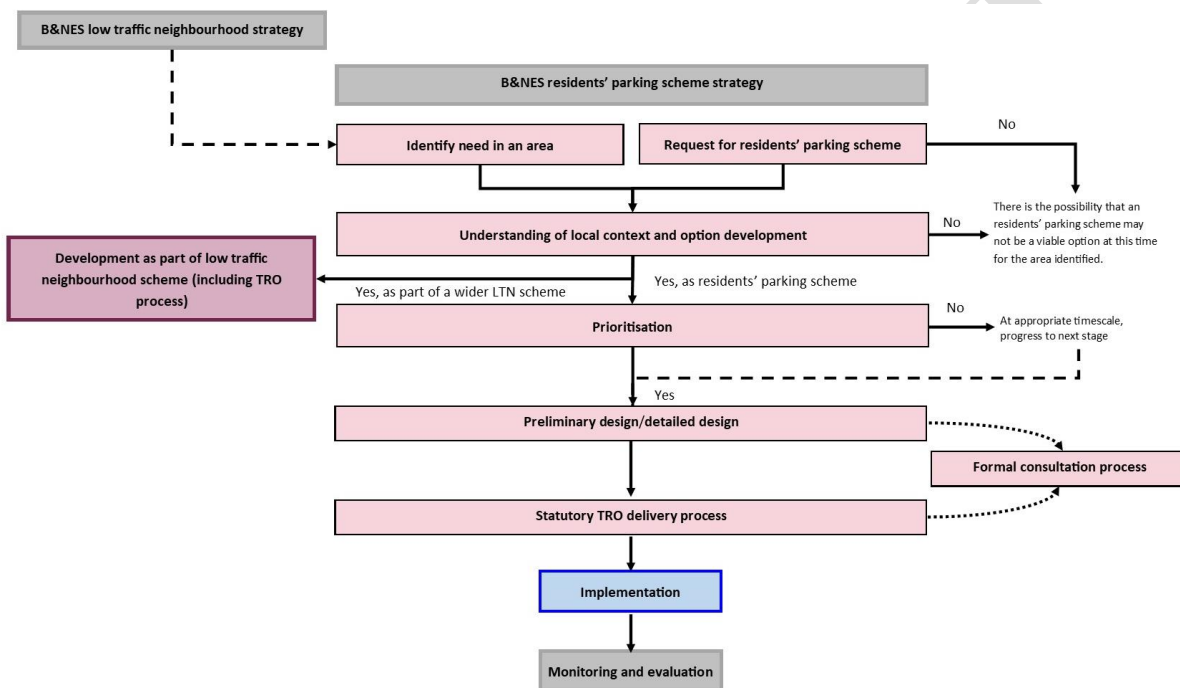 B&NES low traffic neighbourhood strategy
B&NES residents' parking scheme strategy
Identify need in an area
Request for residents' parking scheme
No
Understanding of local context and option development
No
There is the possibility that an
residents' parking scheme may
not be a viable option at this time
for the area identified.
Development as part of low traffic
neighbourhood scheme (including TRO
process)
Yes, as part of a wider LTN scheme
Yes, as residents' parking scheme
Prioritisation
No
At appropriate timescale,
progress to next stage
Yes
Preliminary design/detailed design
Formal consultation process
Statutory TRO delivery process
Implementation
Monitoring and evaluation